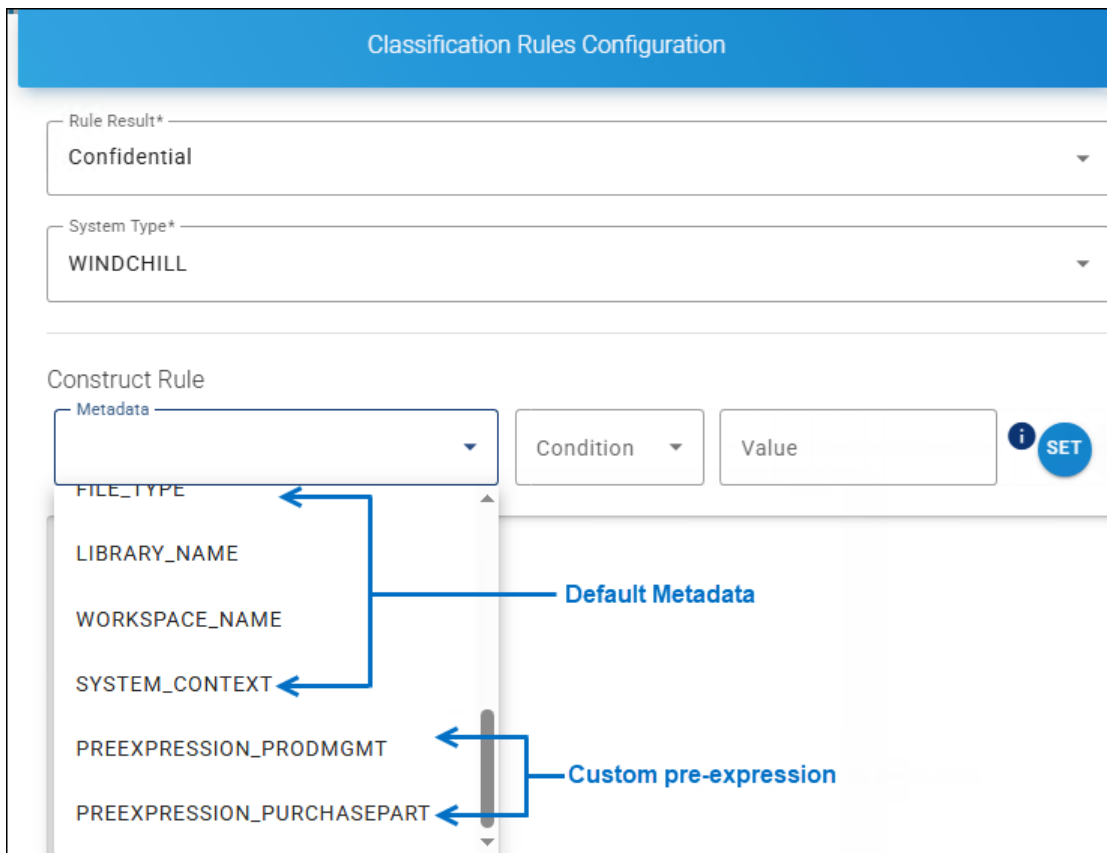 Classification Rules Configuration
Rule Result*
Confidential
System Type*
WINDCHILL
Construct Rule
Metadata
Condition
Value
i
SET
FILE_TYPE
LIBRARY_NAME
Default Metadata
WORKSPACE_NAME
SYSTEM_CONTEXT
PREEXPRESSION_PRODMGMT
Custom pre-expression
PREEXPRESSION_PURCHASEPART